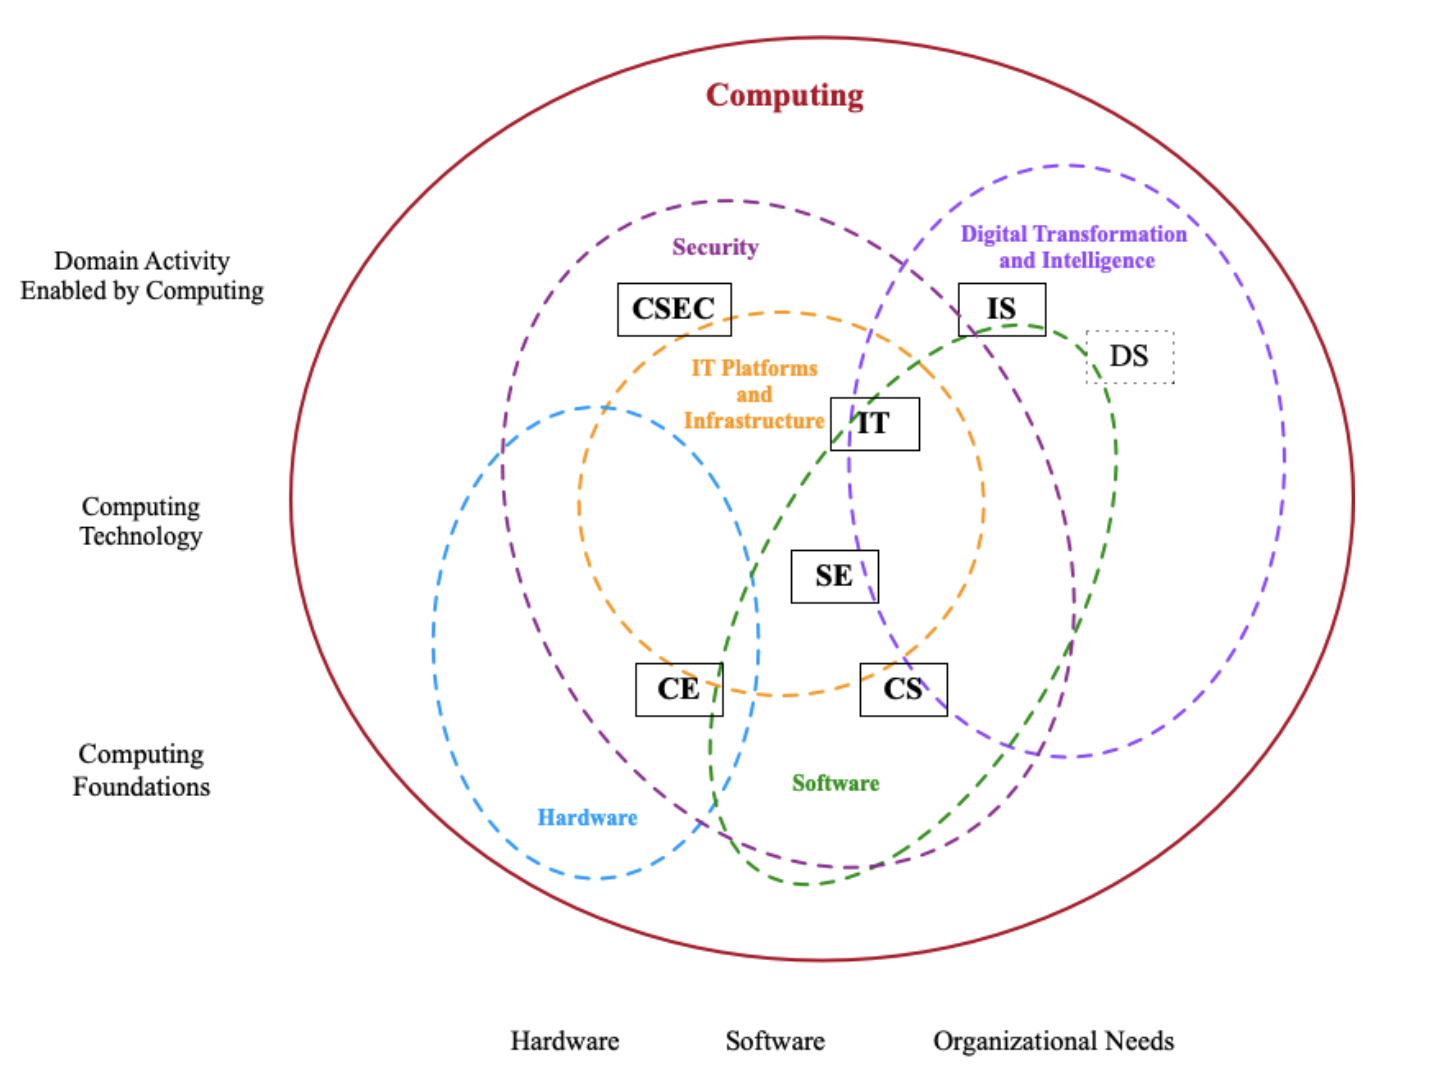 Computing
Digital Transformation
and Intelligence
Security
Domain Activity
Enabled by Computing
CSEC
IS
DS
IT Platforms
and
Infrastructure
IT
Computing
Technology
SE
CE
CS
Computing
Foundations
Software
Hardware
Hardware
Software
Organizational Needs